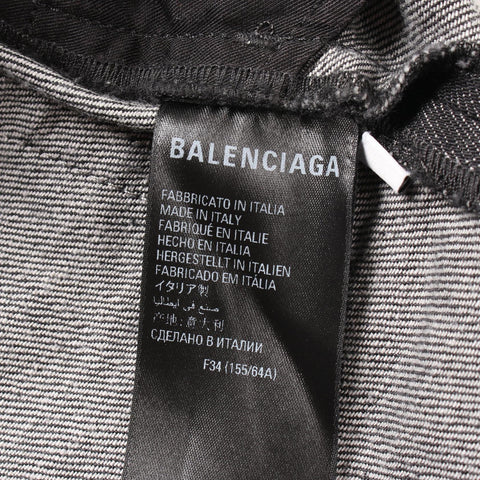 BALENCIAGA
FABBRICATO IN ITALIA
MADE IN ITALY
FABRIQUÉ EN ITALIE
HECHO EN ITALIA
HERGESTELLT IN ITALIEN
FABRICADO EM ITÁLIA
イタリア製
صنع في ايطاليا
产地：意大利
СДЕЛАНО В ИТАЛИИ
F34 (155/64A)